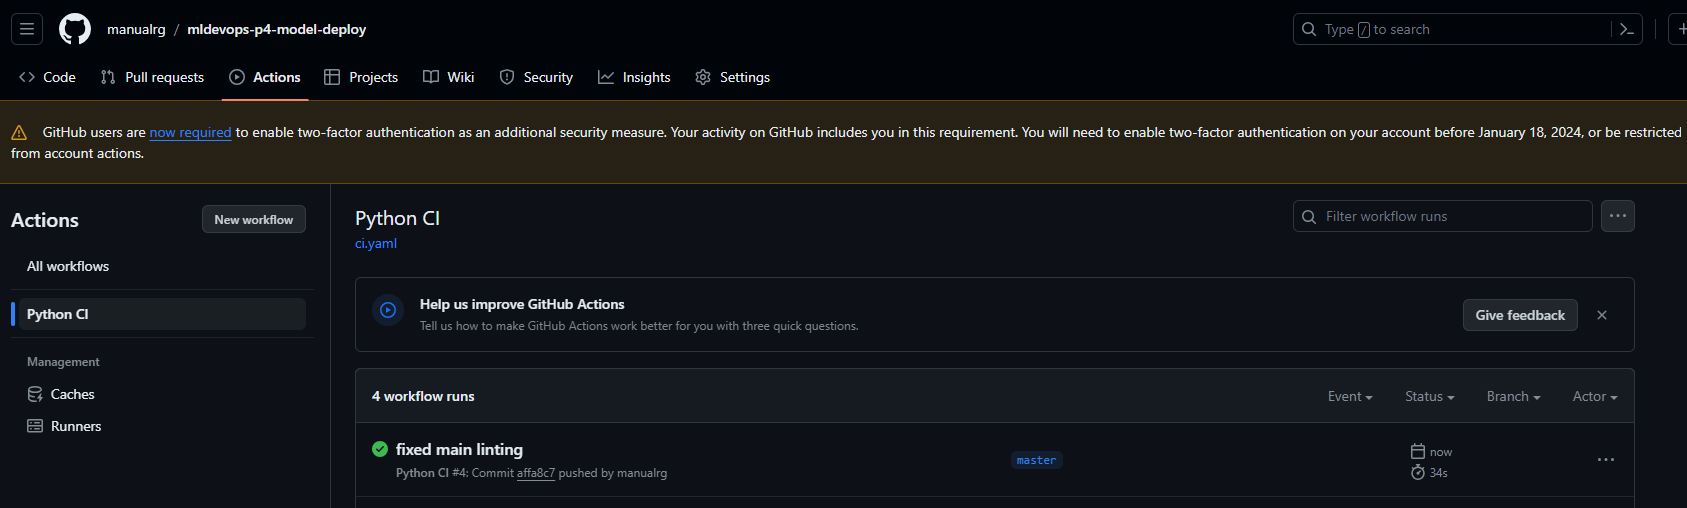 manualrg / mldevops-p4-model-deploy
Type / to search
Code Pull requests Actions Projects Wiki Security Insights Settings
GitHub users are now required to enable two-factor authentication as an additional security measure. Your activity on GitHub includes you in this requirement. You will need to enable two-factor authentication on your account before January 18, 2024, or be restricted
from account actions.
Actions
New workflow
All workflows
Python CI
Management
Caches
Runners
Python CI
ci.yaml
Filter workflow runs
Help us improve GitHub Actions
Tell us how to make GitHub Actions work better for you with three quick questions.
Give feedback
4 workflow runs
Event Status Branch Actor
fixed main linting
Python CI #4: Commit affa8c7 pushed by manualrg
master
now
34s